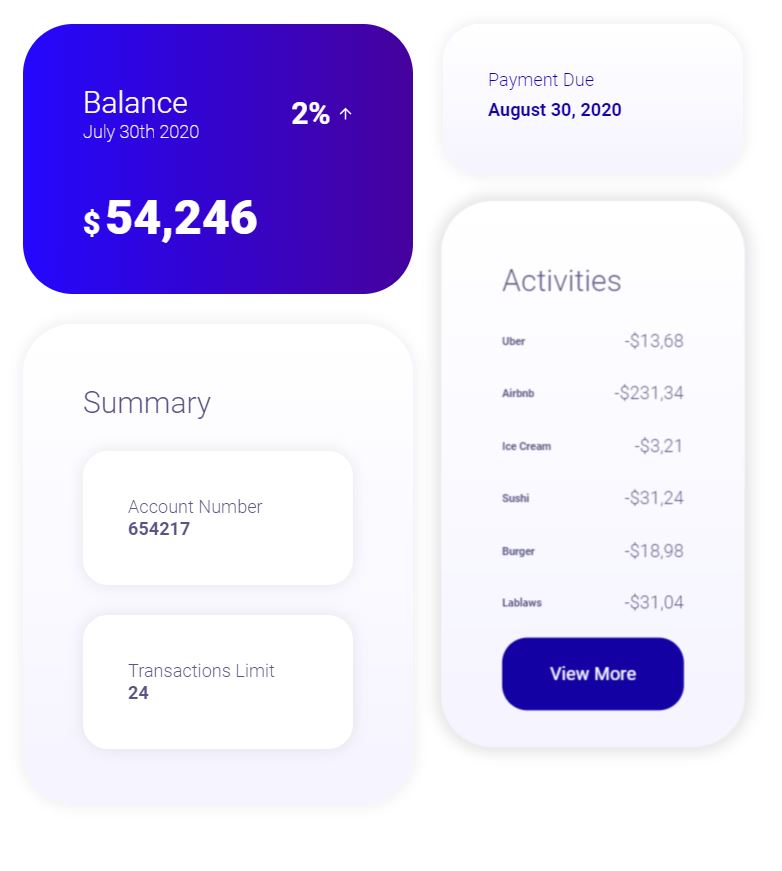 Balance
July 30th 2020
2% ↑
$54,246
Summary
Account Number
654217
Transactions Limit
24
Payment Due
August 30, 2020
Activities
Uber -$13,68
Airbnb -$231,34
Ice Cream -$3,21
Sushi -$31,24
Burger -$18,98
Lablaws -$31,04
View More